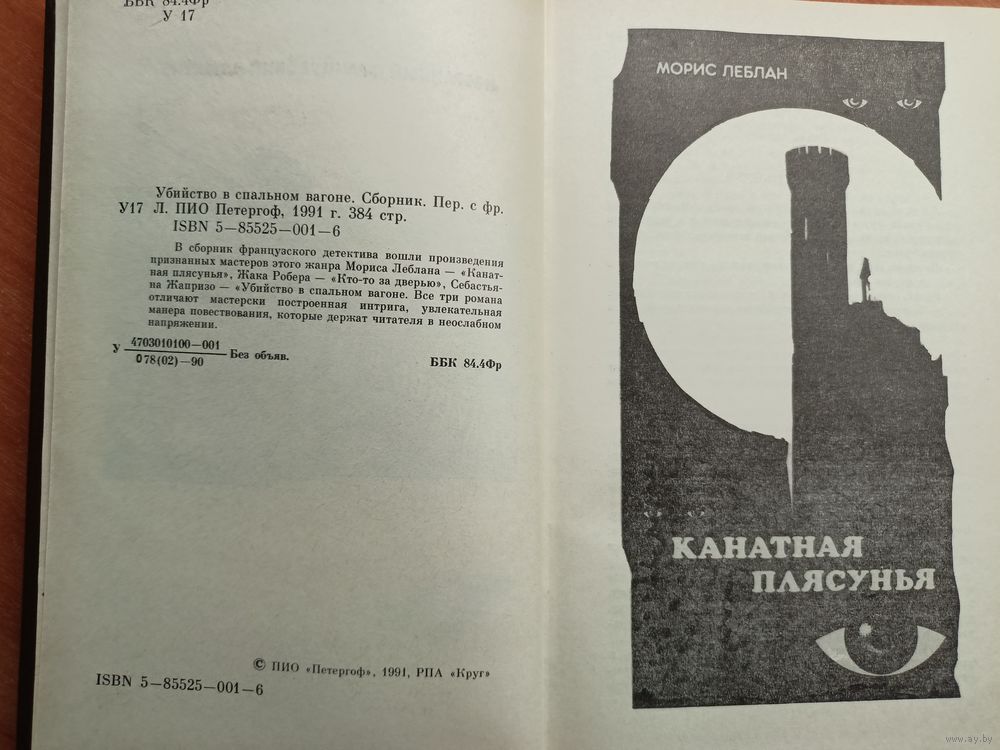 ББК 84.4Фр
У 17
Убийство в спальном вагоне. Сборник. Пер. с фр.
У17 Л. ПИО Петергоф, 1991 г. 384 стр.
ISBN 5—85525—001—6
В сборник французского детектива вошли произведения
признанных мастеров этого жанра Мориса Леблана — «Канат-
ная плясунья», Жака Робера — «Кто-то за дверью», Себастья-
на Жапризо — «Убийство в спальном вагоне. Все три романа
отличают мастерски построенная интрига, увлекательная
манера повествования, которые держат читателя в неослабном
напряжении.
У 4703010100—001 Без объяв.
078(02)—90
ББК 84.4Фр
© ПИО «Петергоф», 1991, РПА «Круг»
ISBN 5—85525—001—6
МОРИС ЛЕБЛАН
КАНАТНАЯ
ПЛЯСУНЬЯ
www.ay.by